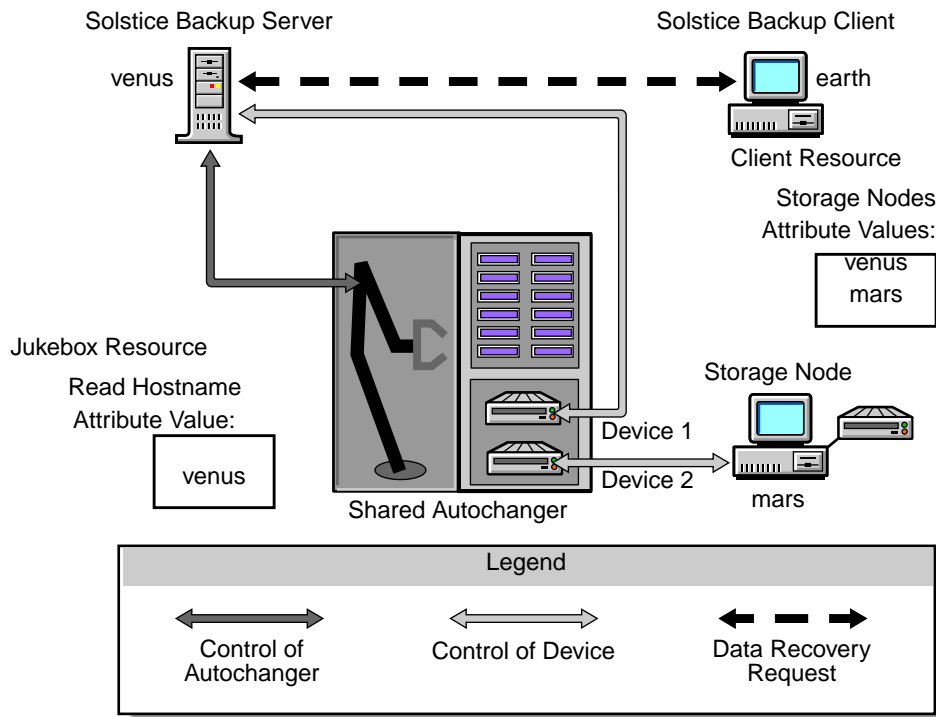 Solstice Backup Server
Solstice Backup Client
venus
earth
Client Resource
Storage Nodes
Attribute Values:
venus
mars
Jukebox Resource
Read Hostname
Attribute Value:
venus
Storage Node
Device 1
Device 2
mars
Shared Autochanger
Legend
Control of
Autochanger
Control of Device
Data Recovery
Request